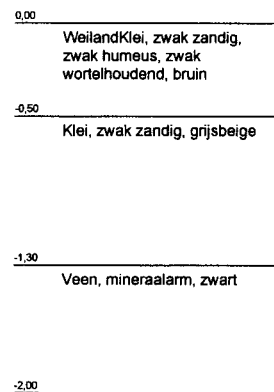 0,00
WeilandKlei, zwak zandig,
zwak humeus, zwak
wortelhoudend, bruin
-0,50
Klei, zwak zandig, grijsbeige
-1,30
Veen, mineraalarm, zwart
-2,00